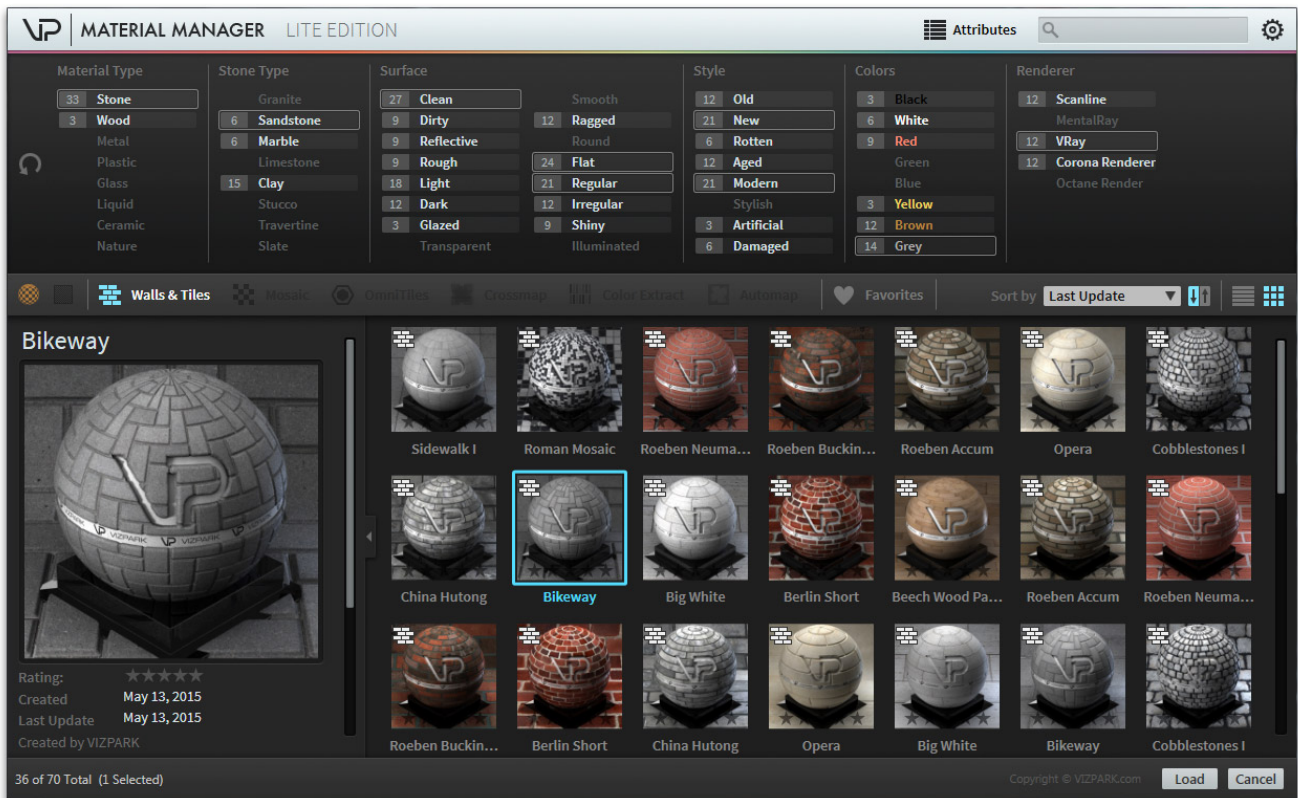 VP MATERIAL MANAGER LITE EDITION Attributes
Material Type
33 Stone
3 Wood
Metal
Plastic
Glass
Liquid
Ceramic
Nature
Stone Type
Granite
6 Sandstone
6 Marble
Limestone
15 Clay
Stucco
Travertine
Slate
Surface
27 Clean
9 Dirty
9 Reflective
9 Rough
18 Light
12 Dark
3 Glazed
Transparent
Smooth
12 Ragged
Round
24 Flat
21 Regular
12 Irregular
9 Shiny
Illuminated
Style
12 Old
21 New
6 Rotten
12 Aged
21 Modern
Stylish
3 Artificial
6 Damaged
Colors
3 Black
6 White
9 Red
Green
Blue
3 Yellow
12 Brown
14 Grey
Renderer
12 Scanline
MentalRay
12 VRay
12 Corona Renderer
Octane Render
Walls & Tiles Mosaic OmniTiles Crossmap Color Extract Automap Favorites Sort by Last Update
Bikeway
VP
VP VIZPARK VP VIZPARK VP
Rating:
Created May 13, 2015
Last Update May 13, 2015
Created by VIZPARK
Sidewalk I Roman Mosaic Roeben Neuma... Roeben Buckin... Roeben Accum Opera Cobblestones I
China Hutong Bikeway Big White Berlin Short Beech Wood Pa... Roeben Accum Roeben Neuma...
Roeben Buckin... Berlin Short China Hutong Opera Big White Bikeway Cobblestones I
36 of 70 Total (1 Selected) Copyright © VIZPARK.com Load Cancel